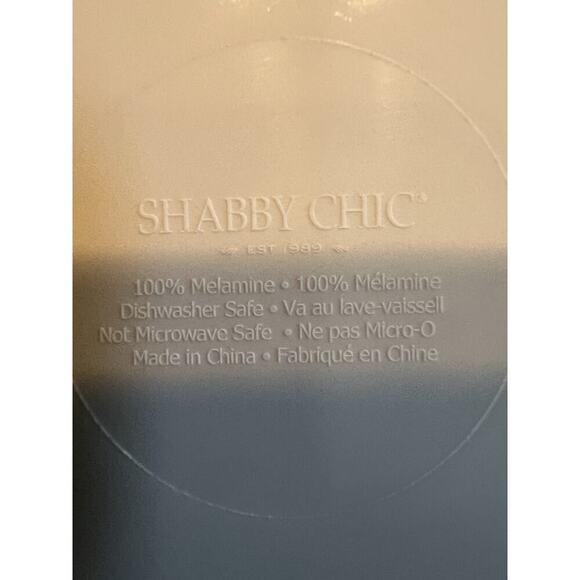 SHABBY CHIC®
EST 1989
100% Melamine • 100% Mélamine
Dishwasher Safe • Va au lave-vaissell
Not Microwave Safe • Ne pas Micro-O
Made in China • Fabriqué en Chine